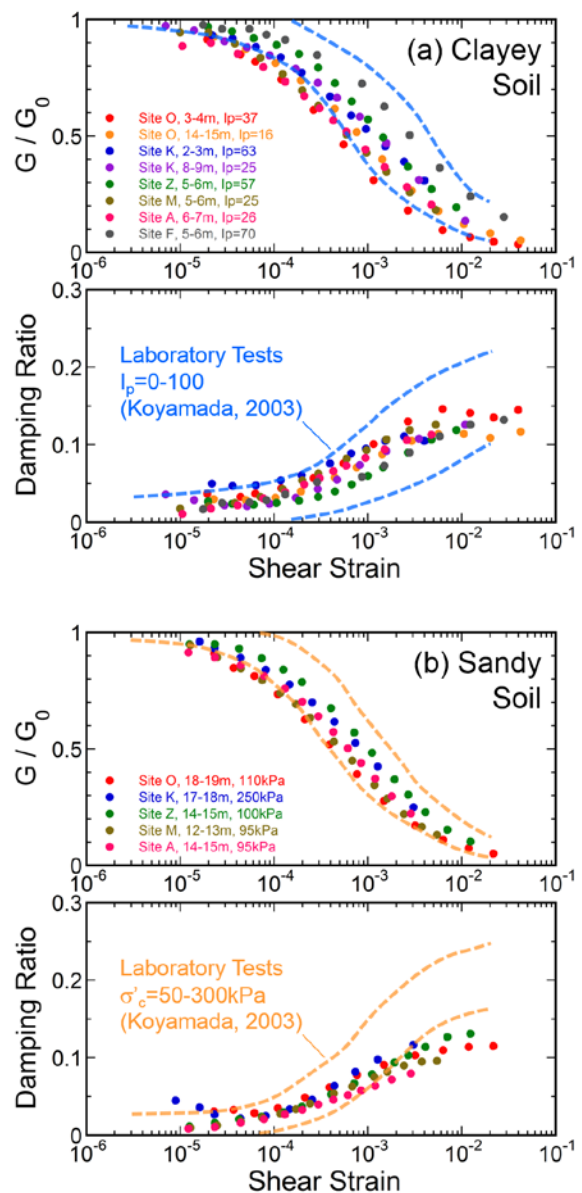 1
(a) Clayey
Soil
G / G0
0.5
Site O, 3-4m, Ip=37
Site O, 14-15m, Ip=16
Site K, 2-3m, Ip=63
Site K, 8-9m, Ip=25
Site Z, 5-6m, Ip=57
Site M, 5-6m, Ip=25
Site A, 6-7m, Ip=26
Site F, 5-6m, Ip=70
0
10-6 10-5 10-4 10-3 10-2 10-1
0.3
Damping Ratio
0.2
Laboratory Tests
Ip=0-100
(Koyamada, 2003)
0.1
0
10-6 10-5 10-4 10-3 10-2 10-1
Shear Strain
1
(b) Sandy
Soil
G / G0
0.5
Site O, 18-19m, 110kPa
Site K, 17-18m, 250kPa
Site Z, 14-15m, 100kPa
Site M, 12-13m, 95kPa
Site A, 14-15m, 95kPa
0
10-6 10-5 10-4 10-3 10-2 10-1
0.3
Damping Ratio
0.2
Laboratory Tests
σ'c=50-300kPa
(Koyamada, 2003)
0.1
0
10-6 10-5 10-4 10-3 10-2 10-1
Shear Strain